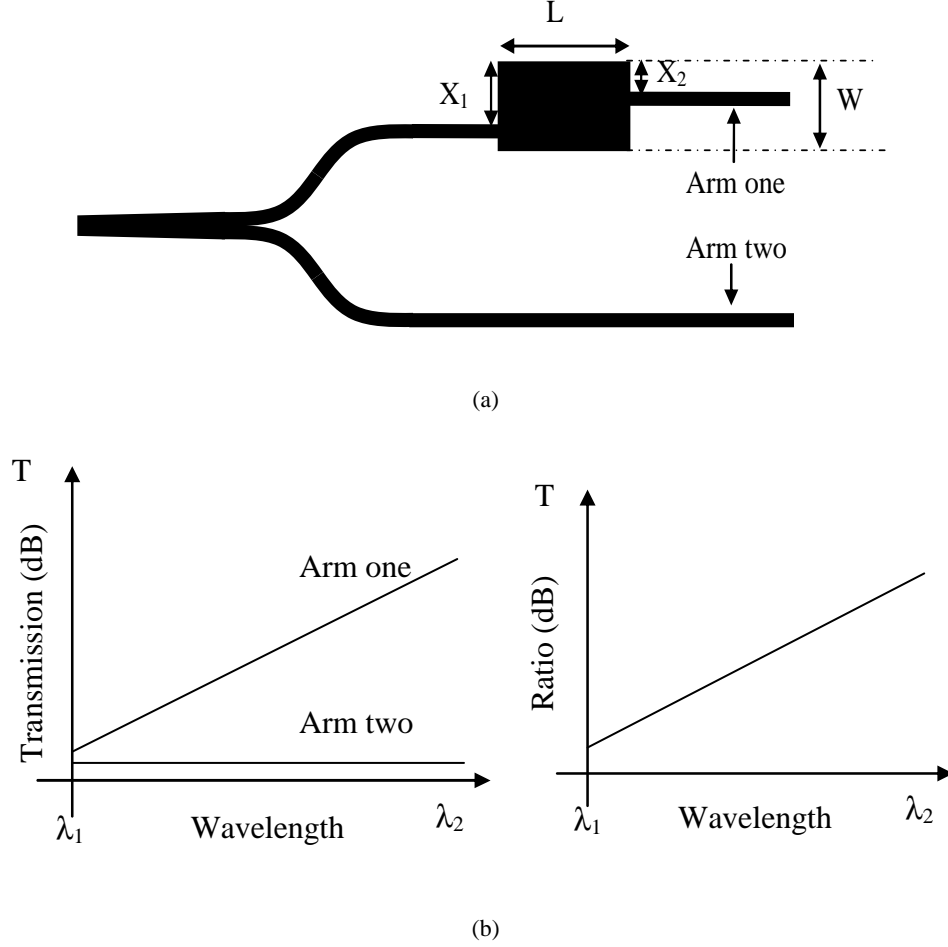 L
X₁
X₂
W
Arm one
Arm two
(a)
T
Transmission (dB)
Arm one
Arm two
λ₁
Wavelength
λ₂
T
Ratio (dB)
λ₁
Wavelength
λ₂
(b)